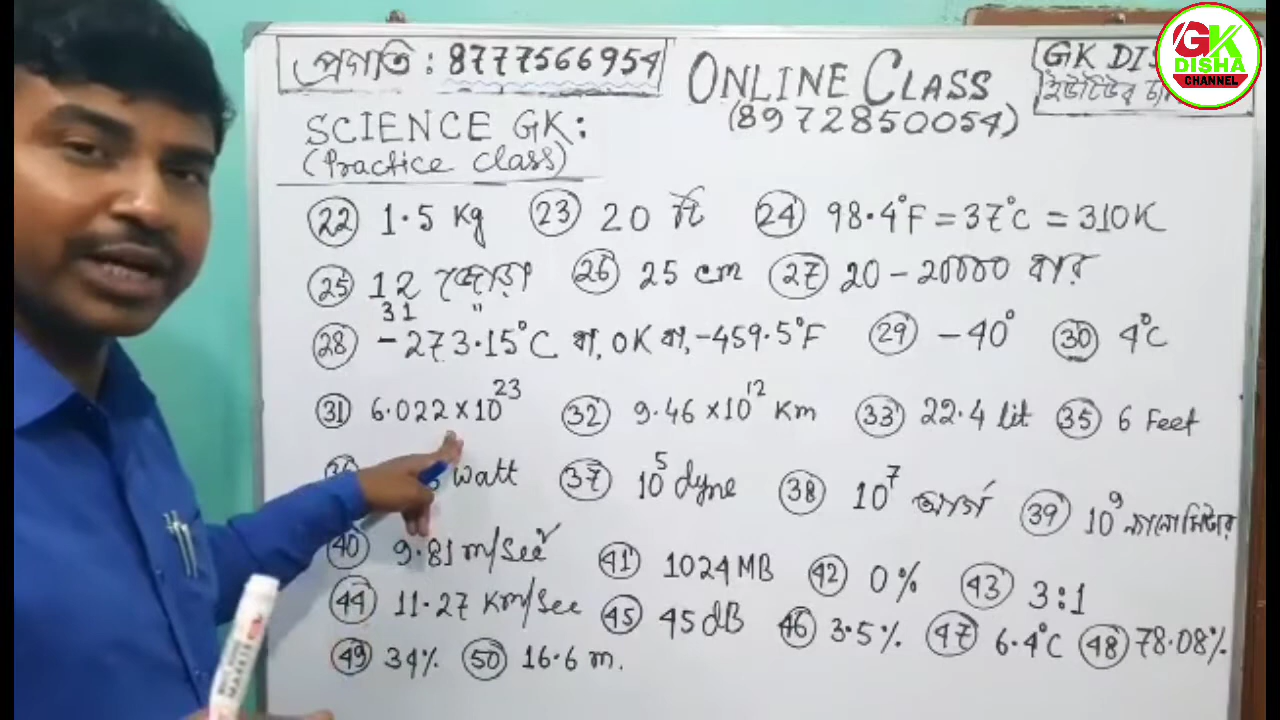 প্রগতি : 8777566954
ONLINE CLASS
(8972850054)
GK DI
ইউটিউব
GK
DISHA
CHANNEL
SCIENCE GK:
(Practice Class)
22 1.5 Kg 23 20 টি 24 98.4°F = 37°C = 310K
25 12 জোড়া 26 25 cm 27 20 - 20000 বার
31 "
28 -273.15°C বা, 0K বা, -459.5°F 29 -40° 30 4°C
31 6.022×10²³ 32 9.46×10¹² Km 33 22.4 lit 35 6 Feet
watt 37 10⁵ dyne 38 10⁷ আর্গ 39 10⁹ ন্যানোমিটার
40 9.81 m/See² 41 1024 MB 42 0% 43 3:1
44 11.27 Km/See 45 45 dB 46 3.5% 47 6.4°C 48 78.08%
49 34% 50 16.6 m.